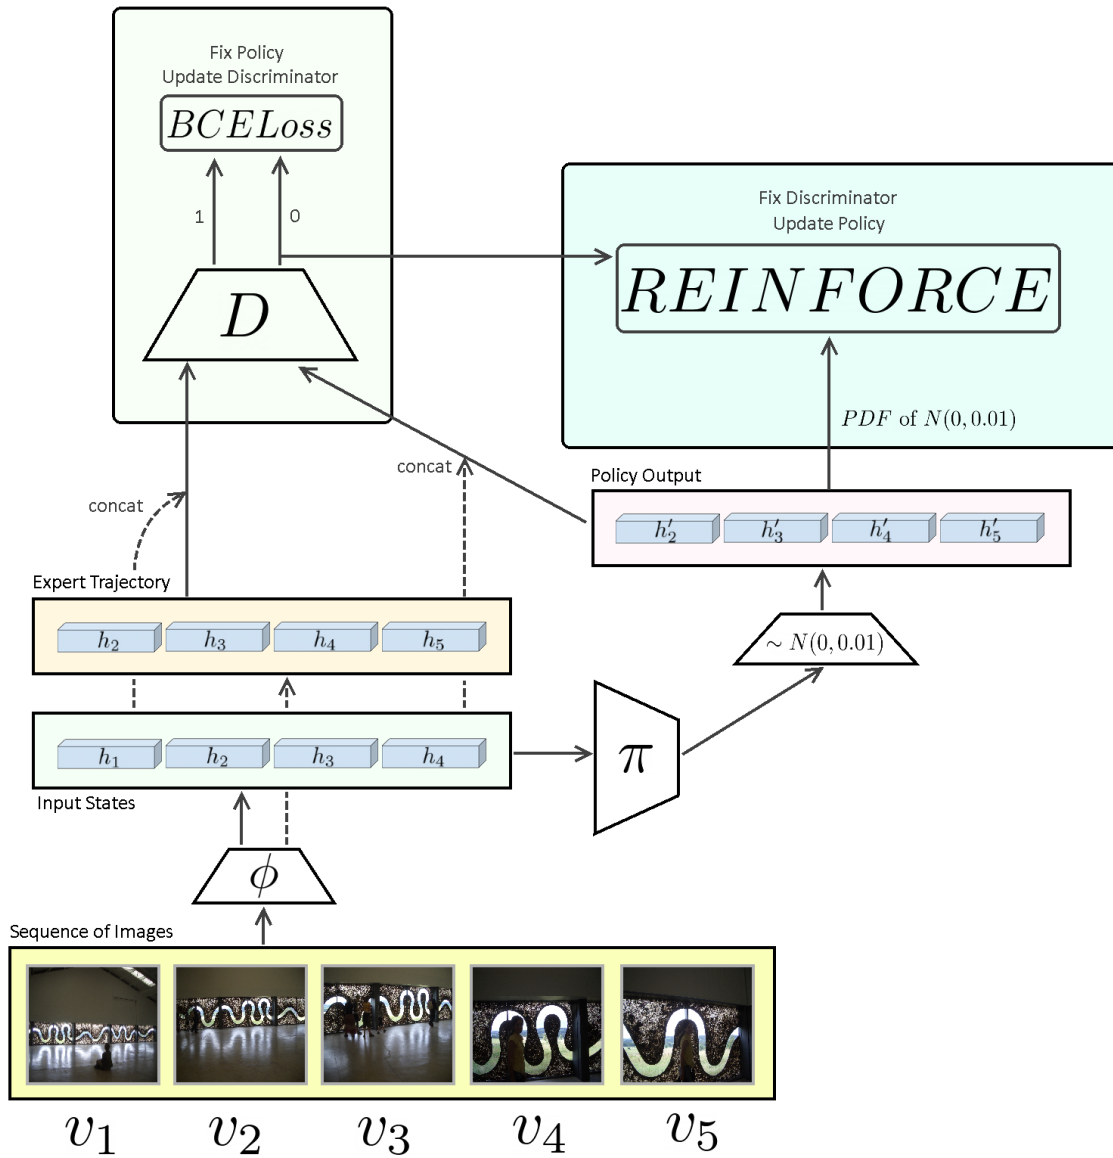 Fix Policy
Update Discriminator
BCELoss
1
0
D
Fix Discriminator
Update Policy
REINFORCE
PDF of N(0, 0.01)
concat
concat
Policy Output
h′₂ h′₃ h′₄ h′₅
Expert Trajectory
h₂ h₃ h₄ h₅
∼ N(0, 0.01)
h₁ h₂ h₃ h₄
π
Input States
ϕ
Sequence of Images
v₁ v₂ v₃ v₄ v₅